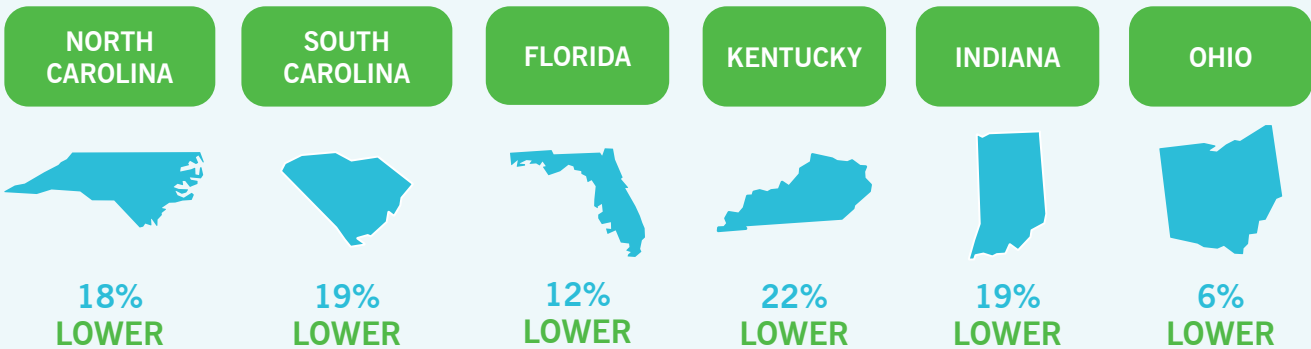 NORTH
CAROLINA
SOUTH
CAROLINA
FLORIDA
KENTUCKY
INDIANA
OHIO
18%
LOWER
19%
LOWER
12%
LOWER
22%
LOWER
19%
LOWER
6%
LOWER